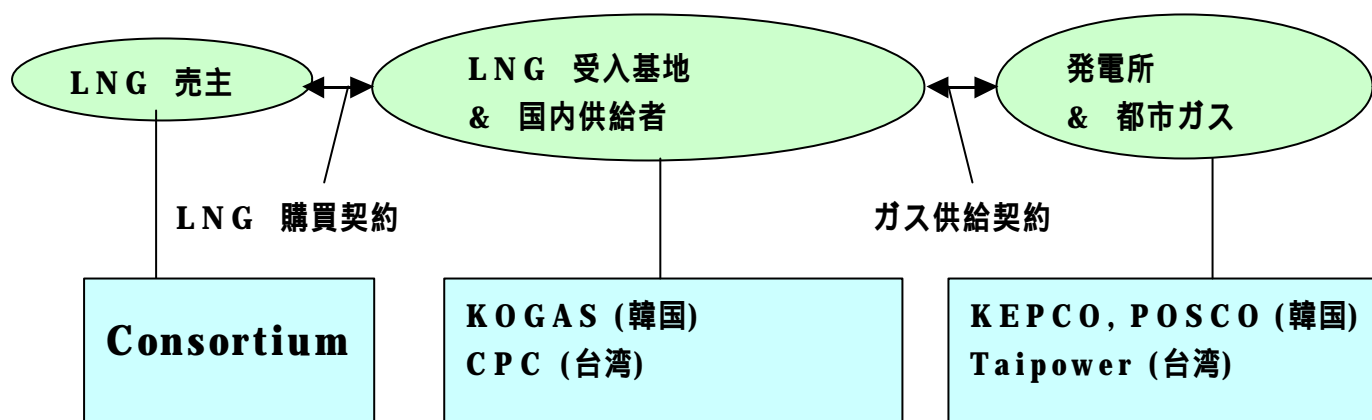 LNG 売主
LNG 受入基地
& 国内供給者
発電所
& 都市ガス
LNG 購買契約
ガス供給契約
Consortium
KOGAS (韓国)
CPC (台湾)
KEPCO, POSCO (韓国)
Taipower (台湾)